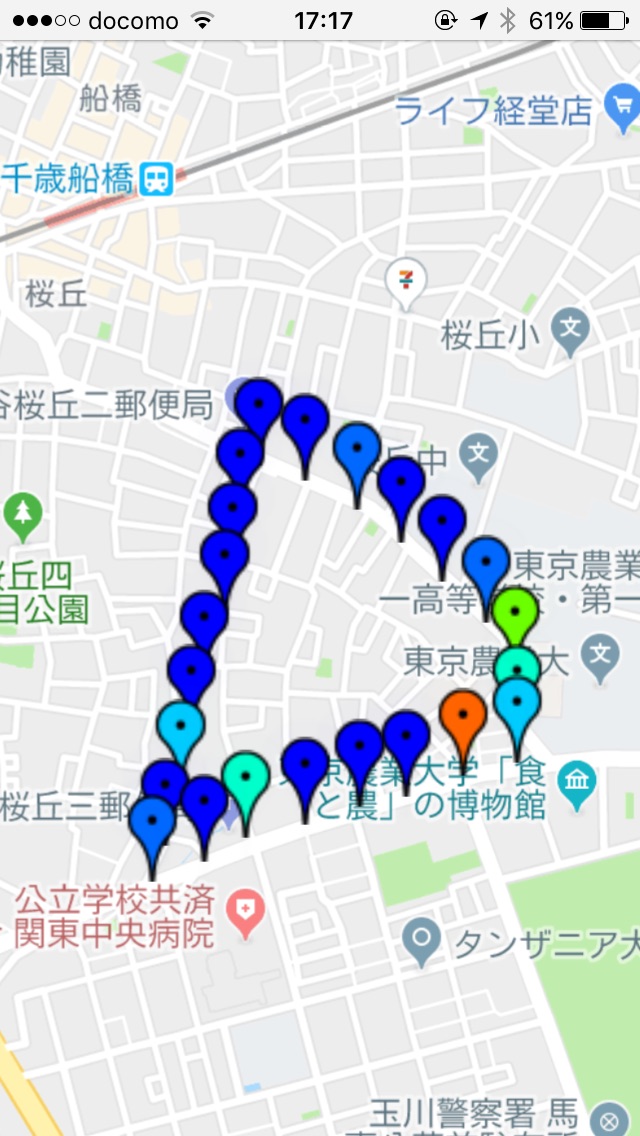 docomo 17:17 61%
稚園
船橋
ライフ経堂店
千歳船橋
桜丘
桜丘小
谷桜丘二郵便局
丘中
桜丘四
目公園
東京農業
一高等
校・第一
東京農
大
京農業大学「食
と農」の博物館
桜丘三郵
公立学校共済
関東中央病院
タンザニア大
玉川警察署 馬